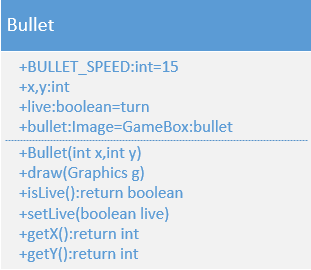 Bullet
+BULLET_SPEED:int=15
+x,y:int
+live:boolean=turn
+bullet:Image=GameBox:bullet
+Bullet(int x,int y)
+draw(Graphics g)
+isLive():return boolean
+setLive(boolean live)
+getX():return int
+getY():return int